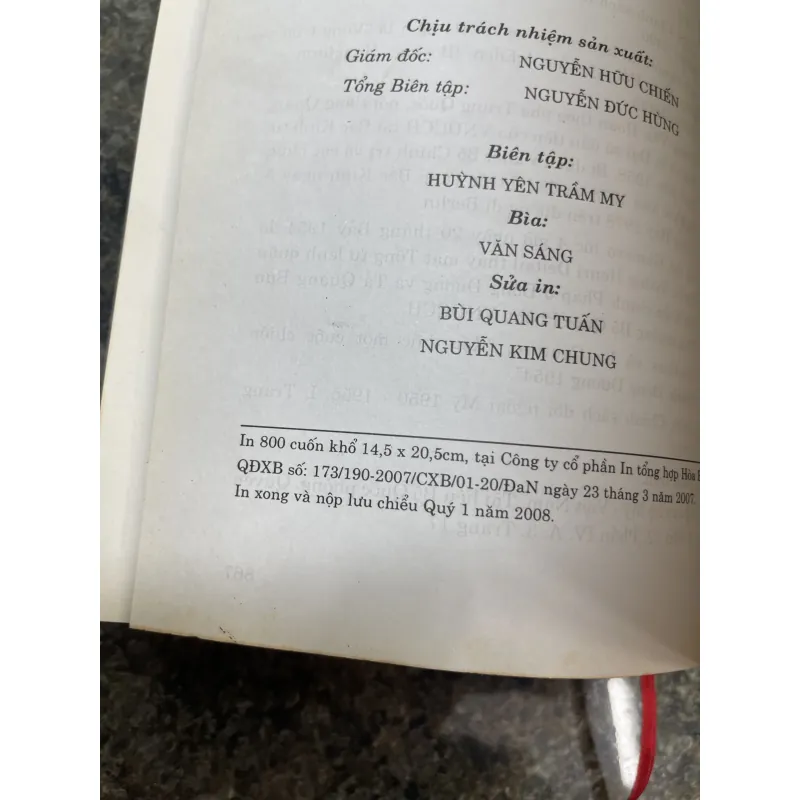 Chịu trách nhiệm sản xuất:
Giám đốc: NGUYỄN HỮU CHIẾN
Tổng Biên tập: NGUYỄN ĐỨC HÙNG
Biên tập:
HUỲNH YÊN TRẦM MY
Bìa:
VĂN SÁNG
Sửa in:
BÙI QUANG TUẤN
NGUYỄN KIM CHUNG
In 800 cuốn khổ 14,5 x 20,5cm, tại Công ty cổ phần In tổng hợp Hòa
QĐXB số: 173/190-2007/CXB/01-20/ĐaN ngày 23 tháng 3 năm 2007.
In xong và nộp lưu chiểu Quý 1 năm 2008.